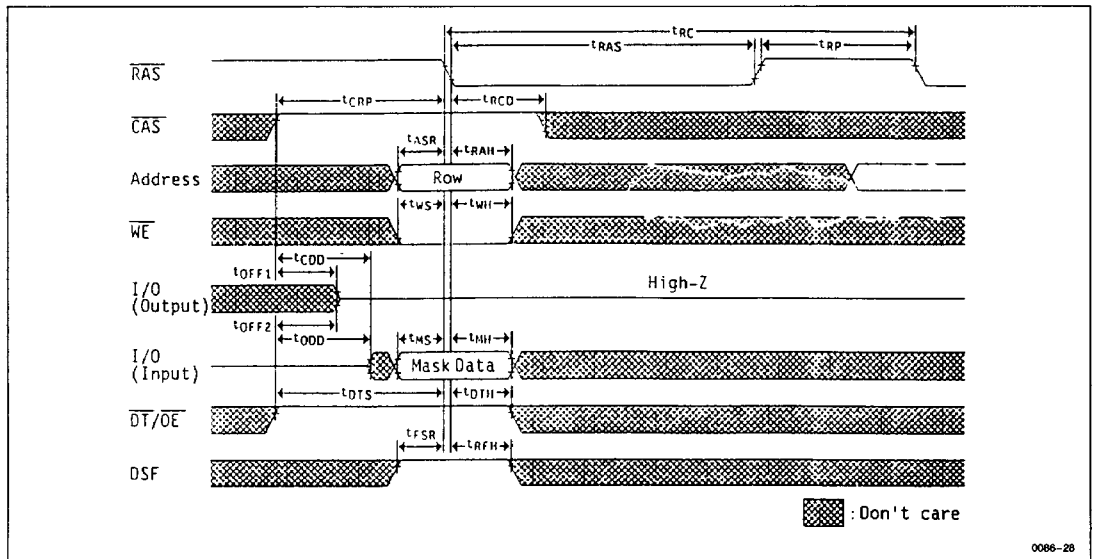 tRC
tRAS
tRP
RAS
tCRP
tRCD
CAS
tASR
tRAH
Address
Row
tWS
tWH
WE
tCDD
tOFF1
I/O
(Output)
High-Z
tOFF2
tODD
tMS
tMH
I/O
(Input)
Mask Data
tDTS
tDTH
DT/OE
tFSR
tRFH
DSF
:Don't care
0086-28